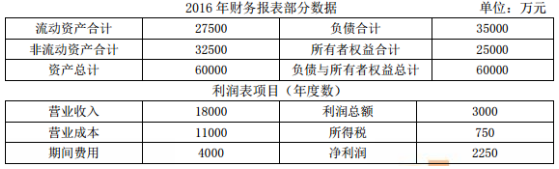 2016 年财务报表部分数据 单位：万元
流动资产合计 27500 负债合计 35000
非流动资产合计 32500 所有者权益合计 25000
资产总计 60000 负债与所有者权益总计 60000
利润表项目（年度数）
营业收入 18000 利润总额 3000
营业成本 11000 所得税 750
期间费用 4000 净利润 2250